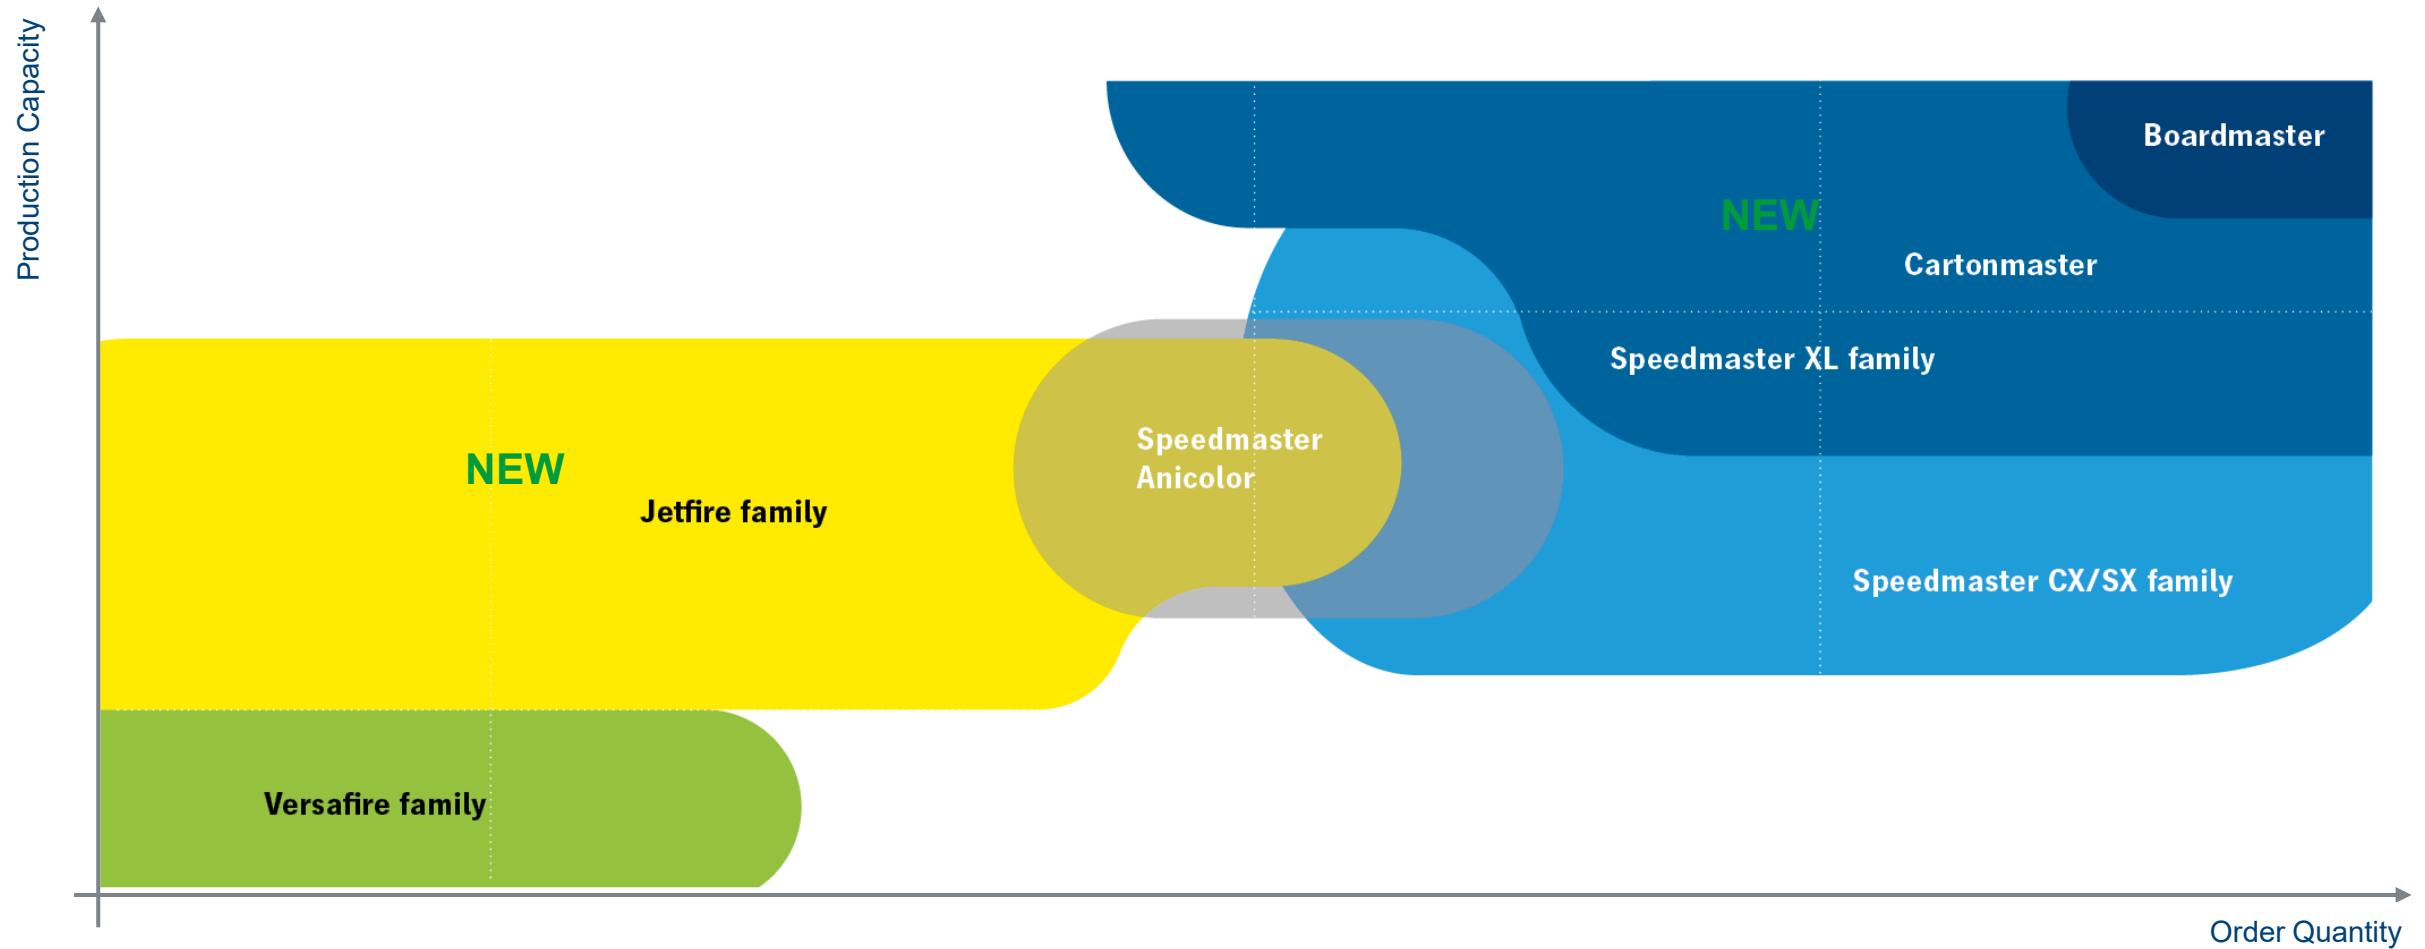 Production Capacity
Boardmaster
NEW
Cartonmaster
Speedmaster XL family
Speedmaster
Anicolor
NEW
Jetfire family
Speedmaster CX/SX family
Versafire family
Order Quantity